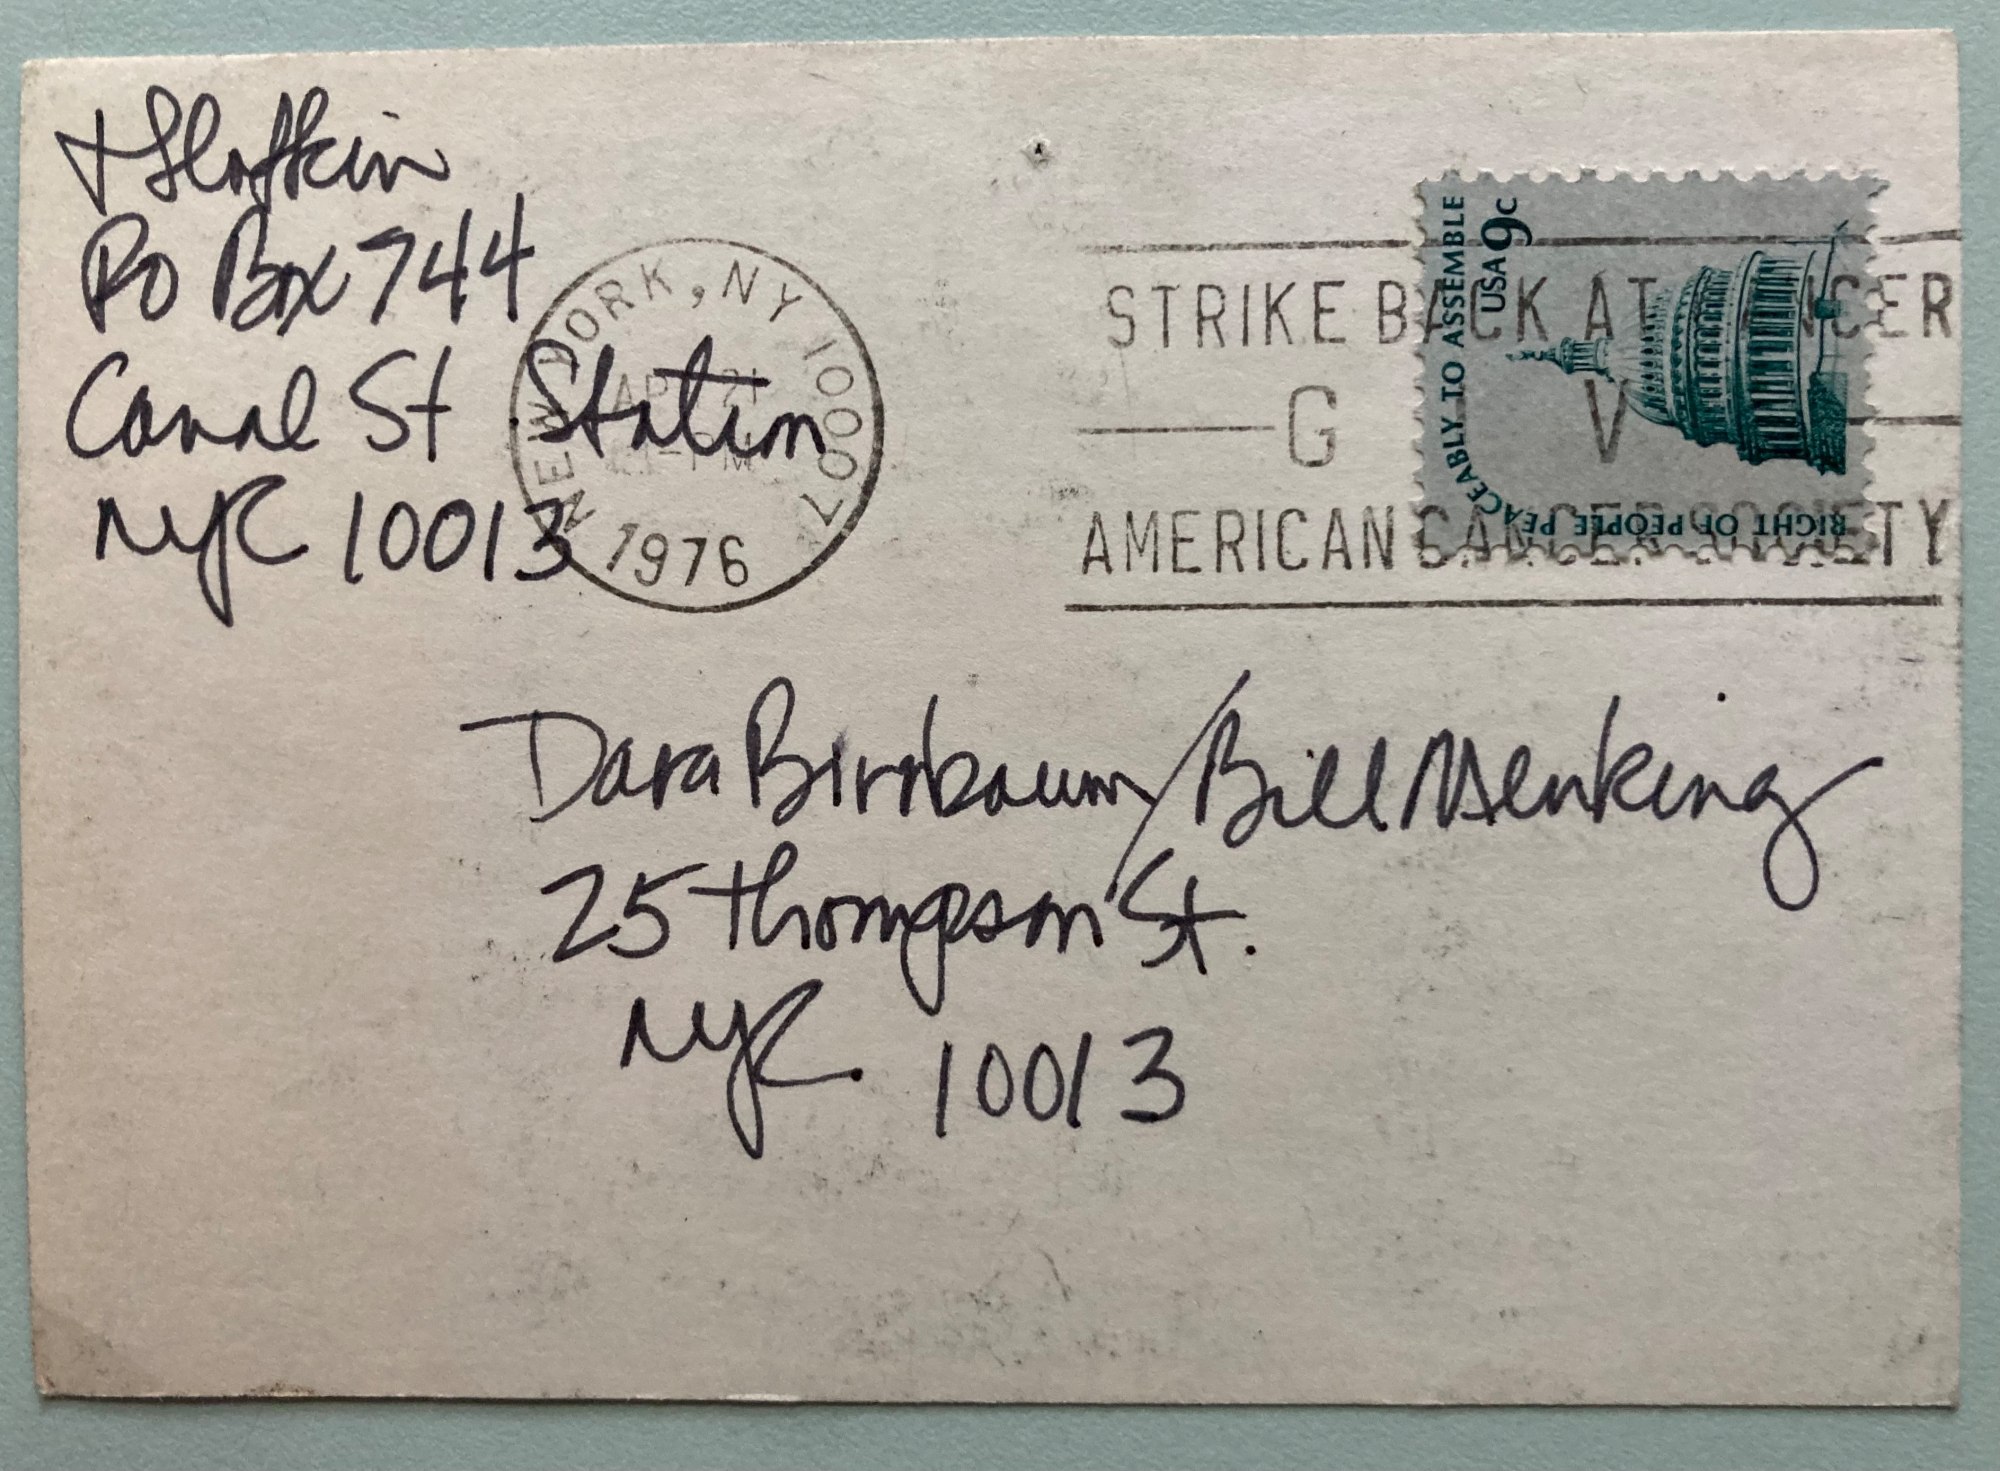 PO Box 744
Canal St Station
NYC 10013
NEW YORK, NY 10007
1976
STRIKE BACK AT CANCER
G V
AMERICAN CANCER SOCIETY
RIGHT OF PEOPLE PEACEABLY TO ASSEMBLE
USA 9c
Dara Birnbaum/Bill Menking
25 Thompson St.
NYC. 10013